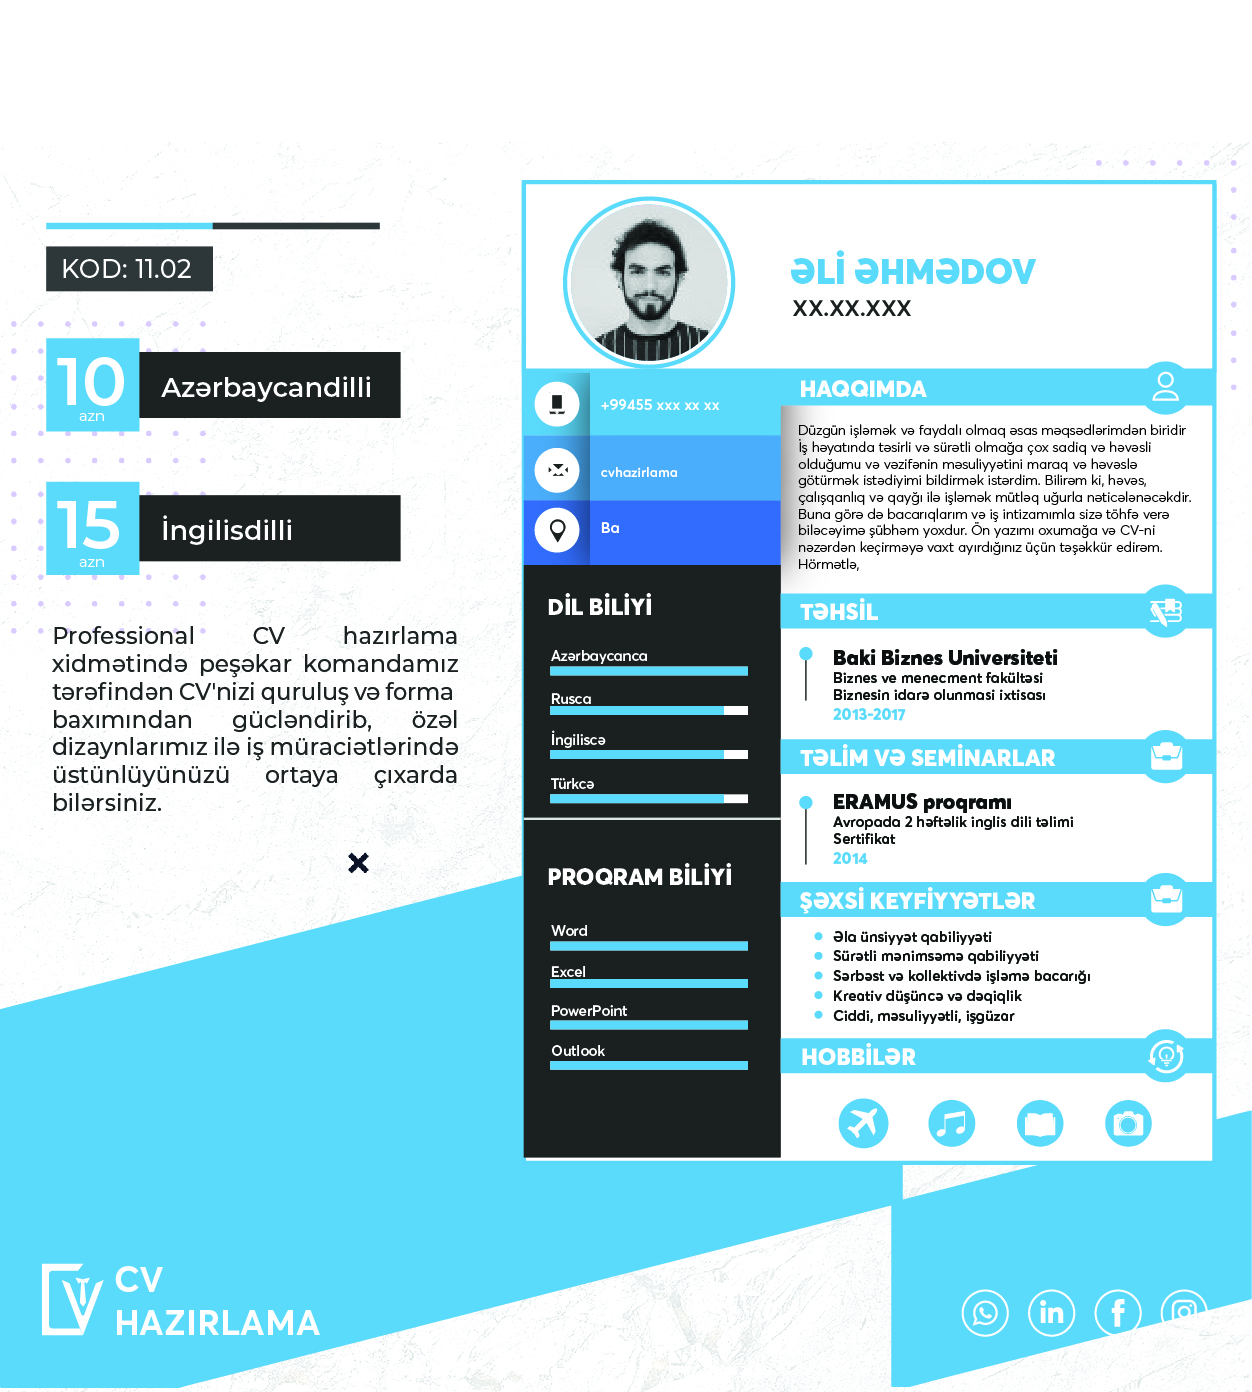 KOD: 11.02
10
azn
Azərbaycandilli
15
azn
İngilisdilli
Professional CV hazırlama
xidmətində peşəkar komandamız
tərəfindən CV'nizi quruluş və forma
baxımından gücləndirib, özəl
dizaynlarımız ilə iş müraciətlərində
üstünlüyünüzü ortaya çıxarda
bilərsiniz.
ƏLİ ƏHMƏDOV
XX.XX.XXX
+99455 xxx xx xx
cvhazirlama
Ba
DİL BİLİYİ
Azərbaycanca
Rusca
İngiliscə
Türkcə
PROQRAM BİLİYİ
Word
Excel
PowerPoint
Outlook
HAQQIMDA
Düzgün işləmək və faydalı olmaq əsas məqsədlərimdən biridir
İş həyatında təsirli və sürətli olmağa çox sadiq və həvəsli
olduğumu və vəzifənin məsuliyyətini maraq və həvəslə
götürmək istədiyimi bildirmək istərdim. Bilirəm ki, həvəs,
çalışqanlıq və qayğı ilə işləmək mütləq uğurla nəticələnəcəkdir.
Buna görə də bacarıqlarım və iş intizamımla sizə töhfə verə
biləcəyimə şübhəm yoxdur. Ön yazımı oxumağa və CV-ni
nəzərdən keçirməyə vaxt ayırdığınız üçün təşəkkür edirəm.
Hörmətlə,
TƏHSİL
Baki Biznes Universiteti
Biznes ve menecment fakültəsi
Biznesin idarə olunmasi ixtisası
2013-2017
TƏLİM VƏ SEMİNARLAR
ERAMUS proqramı
Avropada 2 həftəlik inglis dili təlimi
Sertifikat
2014
ŞƏXSİ KEYFİYYƏTLƏR
Əla ünsiyyət qabiliyyəti
Sürətli mənimsəmə qabiliyyəti
Sərbəst və kollektivdə işləmə bacarığı
Kreativ düşüncə və dəqiqlik
Ciddi, məsuliyyətli, işgüzar
HOBBİLƏR
CV
HAZIRLAMA